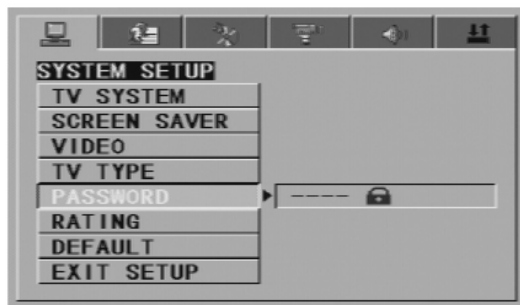 SYSTEM SETUP
TV SYSTEM
SCREEN SAVER
VIDEO
TV TYPE
PASSWORD ----
RATING
DEFAULT
EXIT SETUP